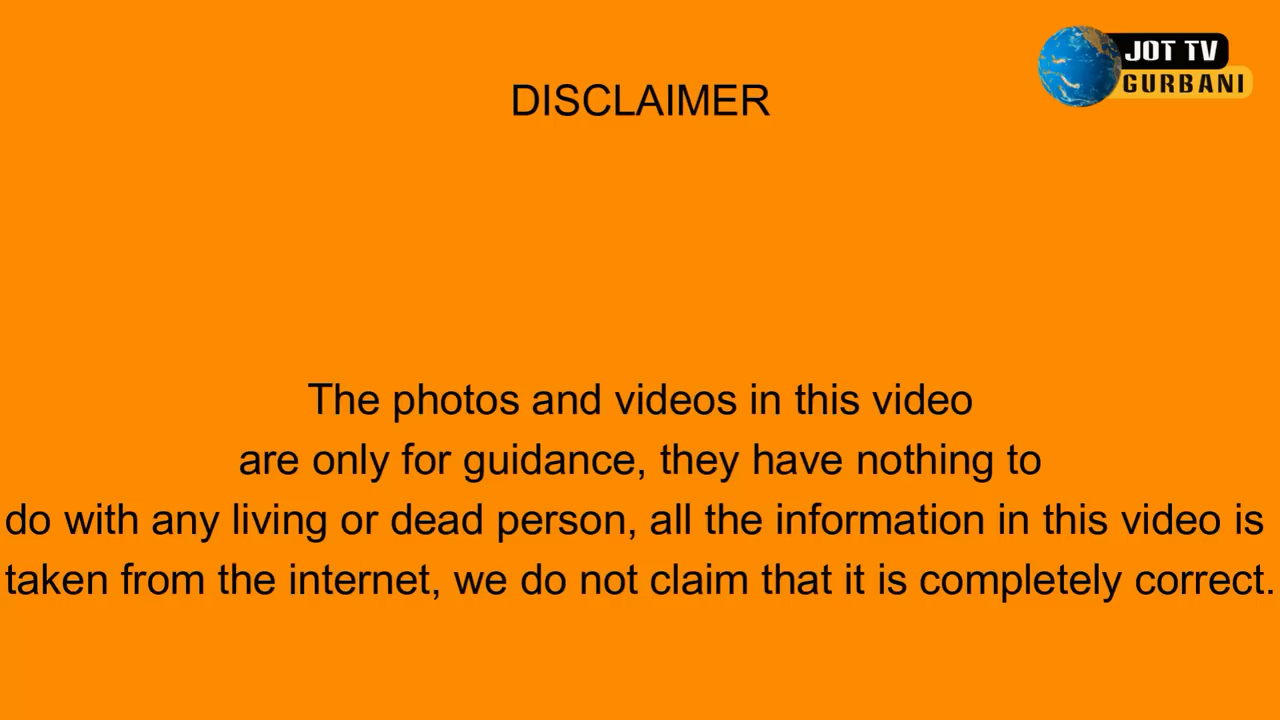 JOT TV
GURBANI
DISCLAIMER
The photos and videos in this video
are only for guidance, they have nothing to
do with any living or dead person, all the information in this video is
taken from the internet, we do not claim that it is completely correct.